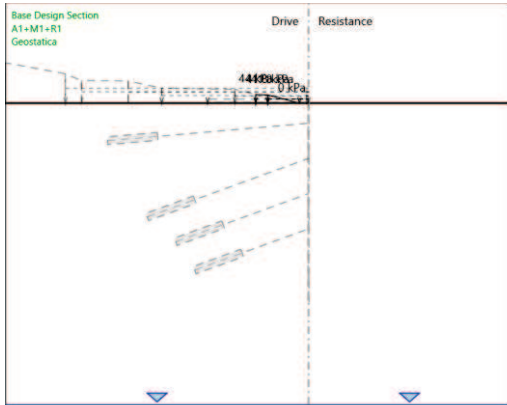 Base Design Section
A1+M1+R1
Geostatica
Drive
Resistance
0 kPa